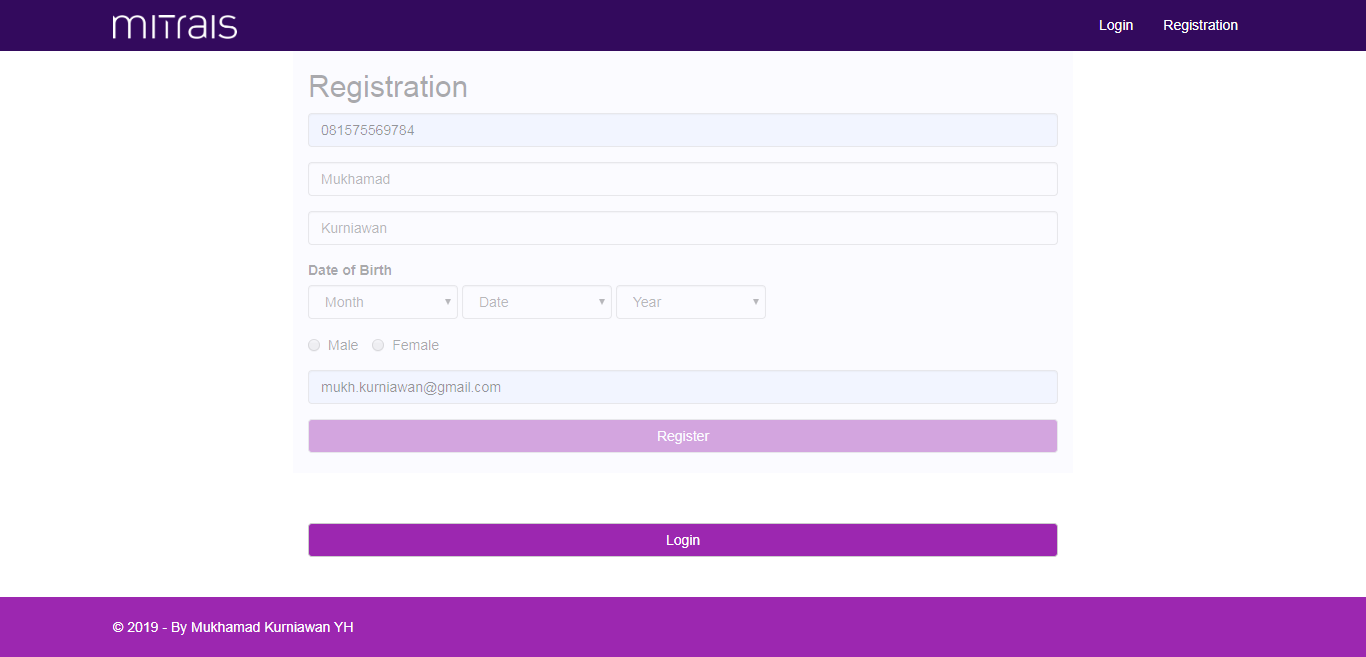 mitrais Login Registration
Registration
081575569784
Mukhamad
Kurniawan
Date of Birth
Month Date Year
Male Female
mukh.kurniawan@gmail.com
Register
Login
© 2019 - By Mukhamad Kurniawan YH